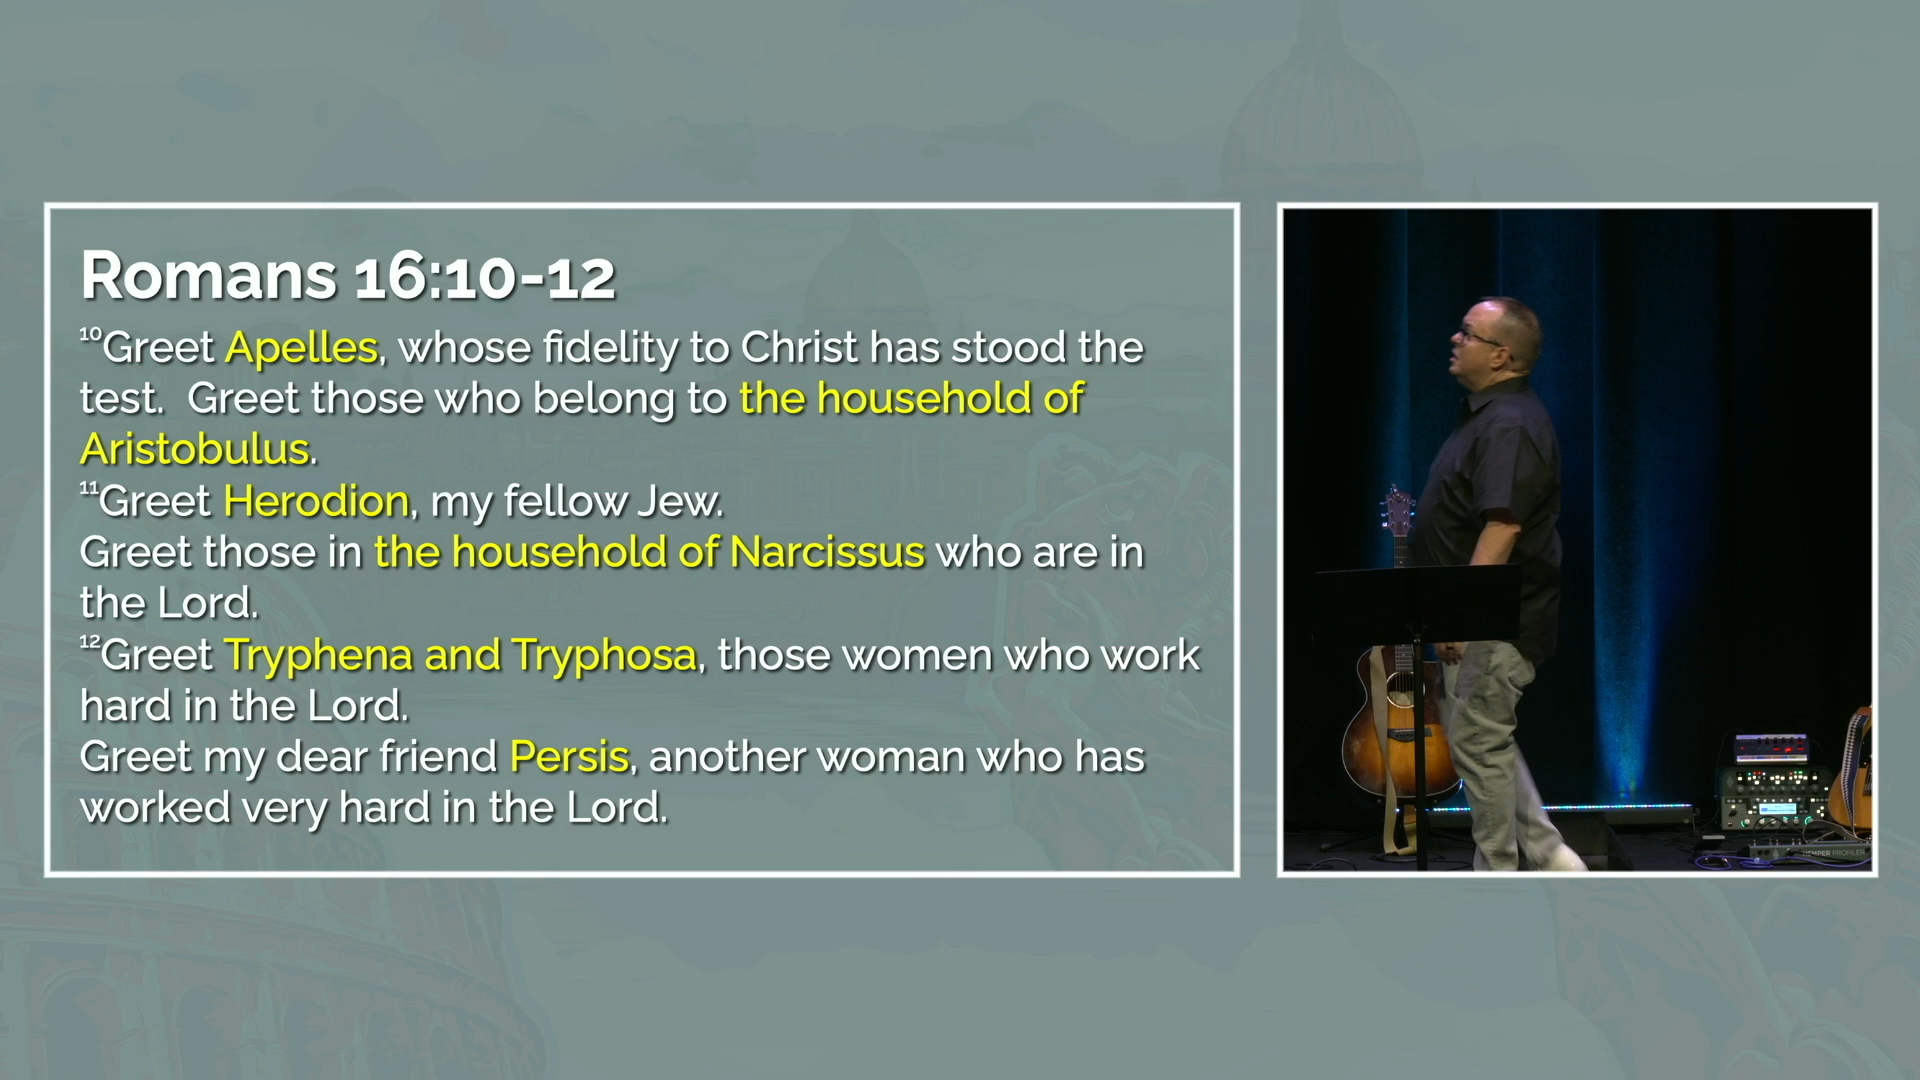 Romans 16:10-12
¹⁰Greet Apelles, whose fidelity to Christ has stood the
test.  Greet those who belong to the household of
Aristobulus.
¹¹Greet Herodion, my fellow Jew.
Greet those in the household of Narcissus who are in
the Lord.
¹²Greet Tryphena and Tryphosa, those women who work
hard in the Lord.
Greet my dear friend Persis, another woman who has
worked very hard in the Lord.
KEMPER PROFILER